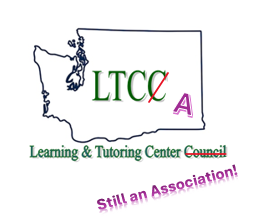 LTCC
A
Learning & Tutoring Center Council
Still an Association!